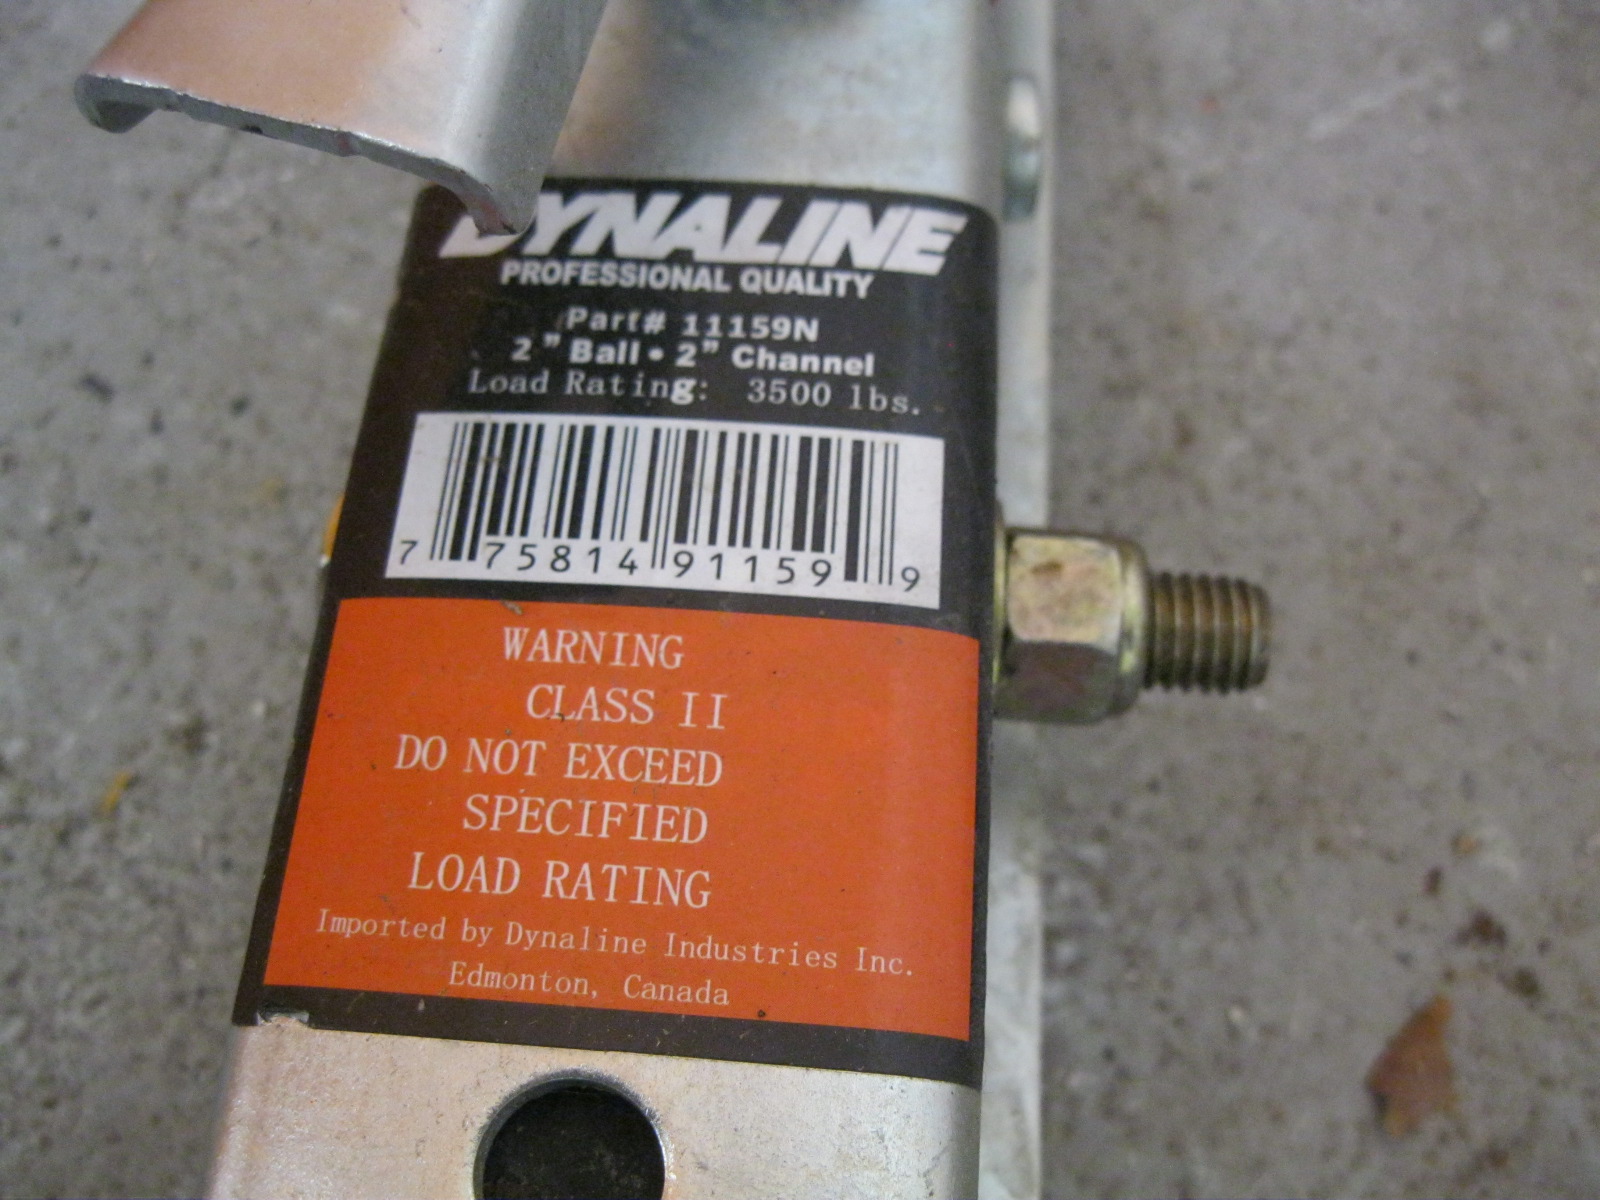 DYNALINE
PROFESSIONAL QUALITY
Part# 11159N
2" Ball • 2" Channel
Load Rating: 3500 lbs.
7 75814 91159 9
WARNING
CLASS II
DO NOT EXCEED
SPECIFIED
LOAD RATING
Imported by Dynaline Industries Inc.
Edmonton, Canada